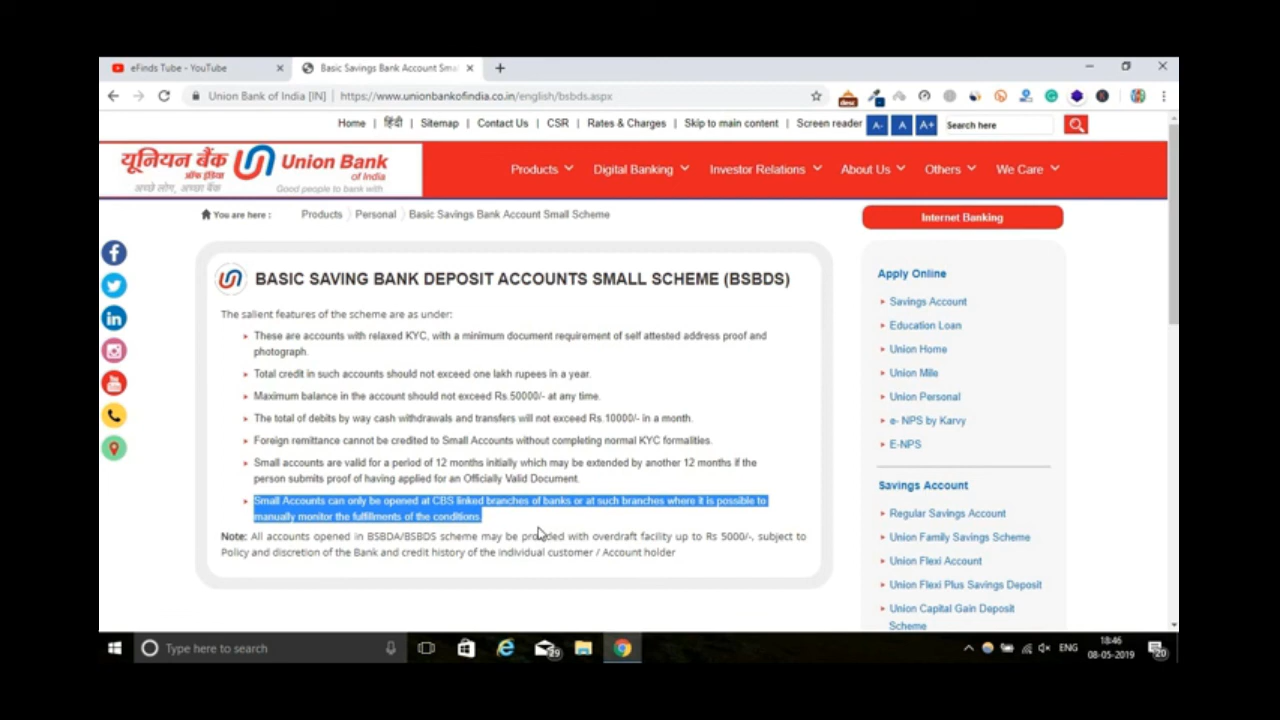 eFinds Tube - YouTube
Basic Savings Bank Account Sma
Union Bank of India [IN] | https://www.unionbankofindia.co.in/english/bsbds.aspx
Home | हिंदी | Sitemap | Contact Us | CSR | Rates & Charges | Skip to main content | Screen reader A- A A+ Search here
यूनियन बैंक
ऑफ इंडिया
अच्छे लोग, अच्छा बैंक
Union Bank
of India
Good people to bank with
Products Digital Banking Investor Relations About Us Others We Care
You are here : Products Personal Basic Savings Bank Account Small Scheme
Internet Banking
BASIC SAVING BANK DEPOSIT ACCOUNTS SMALL SCHEME (BSBDS)
The salient features of the scheme are as under:
These are accounts with relaxed KYC, with a minimum document requirement of self attested address proof and
photograph.
Total credit in such accounts should not exceed one lakh rupees in a year.
Maximum balance in the account should not exceed Rs.50000/- at any time.
The total of debits by way cash withdrawals and transfers will not exceed Rs.10000/- in a month.
Foreign remittance cannot be credited to Small Accounts without completing normal KYC formalities.
Small accounts are valid for a period of 12 months initially which may be extended by another 12 months if the
person submits proof of having applied for an Officially Valid Document.
Small Accounts can only be opened at CBS linked branches of banks or at such branches where it is possible to
manually monitor the fulfillments of the conditions.
Note: All accounts opened in BSBDA/BSBDS scheme may be provided with overdraft facility up to Rs 5000/-, subject to
Policy and discretion of the Bank and credit history of the individual customer / Account holder
Apply Online
Savings Account
Education Loan
Union Home
Union Mile
Union Personal
e- NPS by Karvy
E-NPS
Savings Account
Regular Savings Account
Union Family Savings Scheme
Union Flexi Account
Union Flexi Plus Savings Deposit
Union Capital Gain Deposit
Scheme
Type here to search
29
ENG
18:46
08-05-2019
20